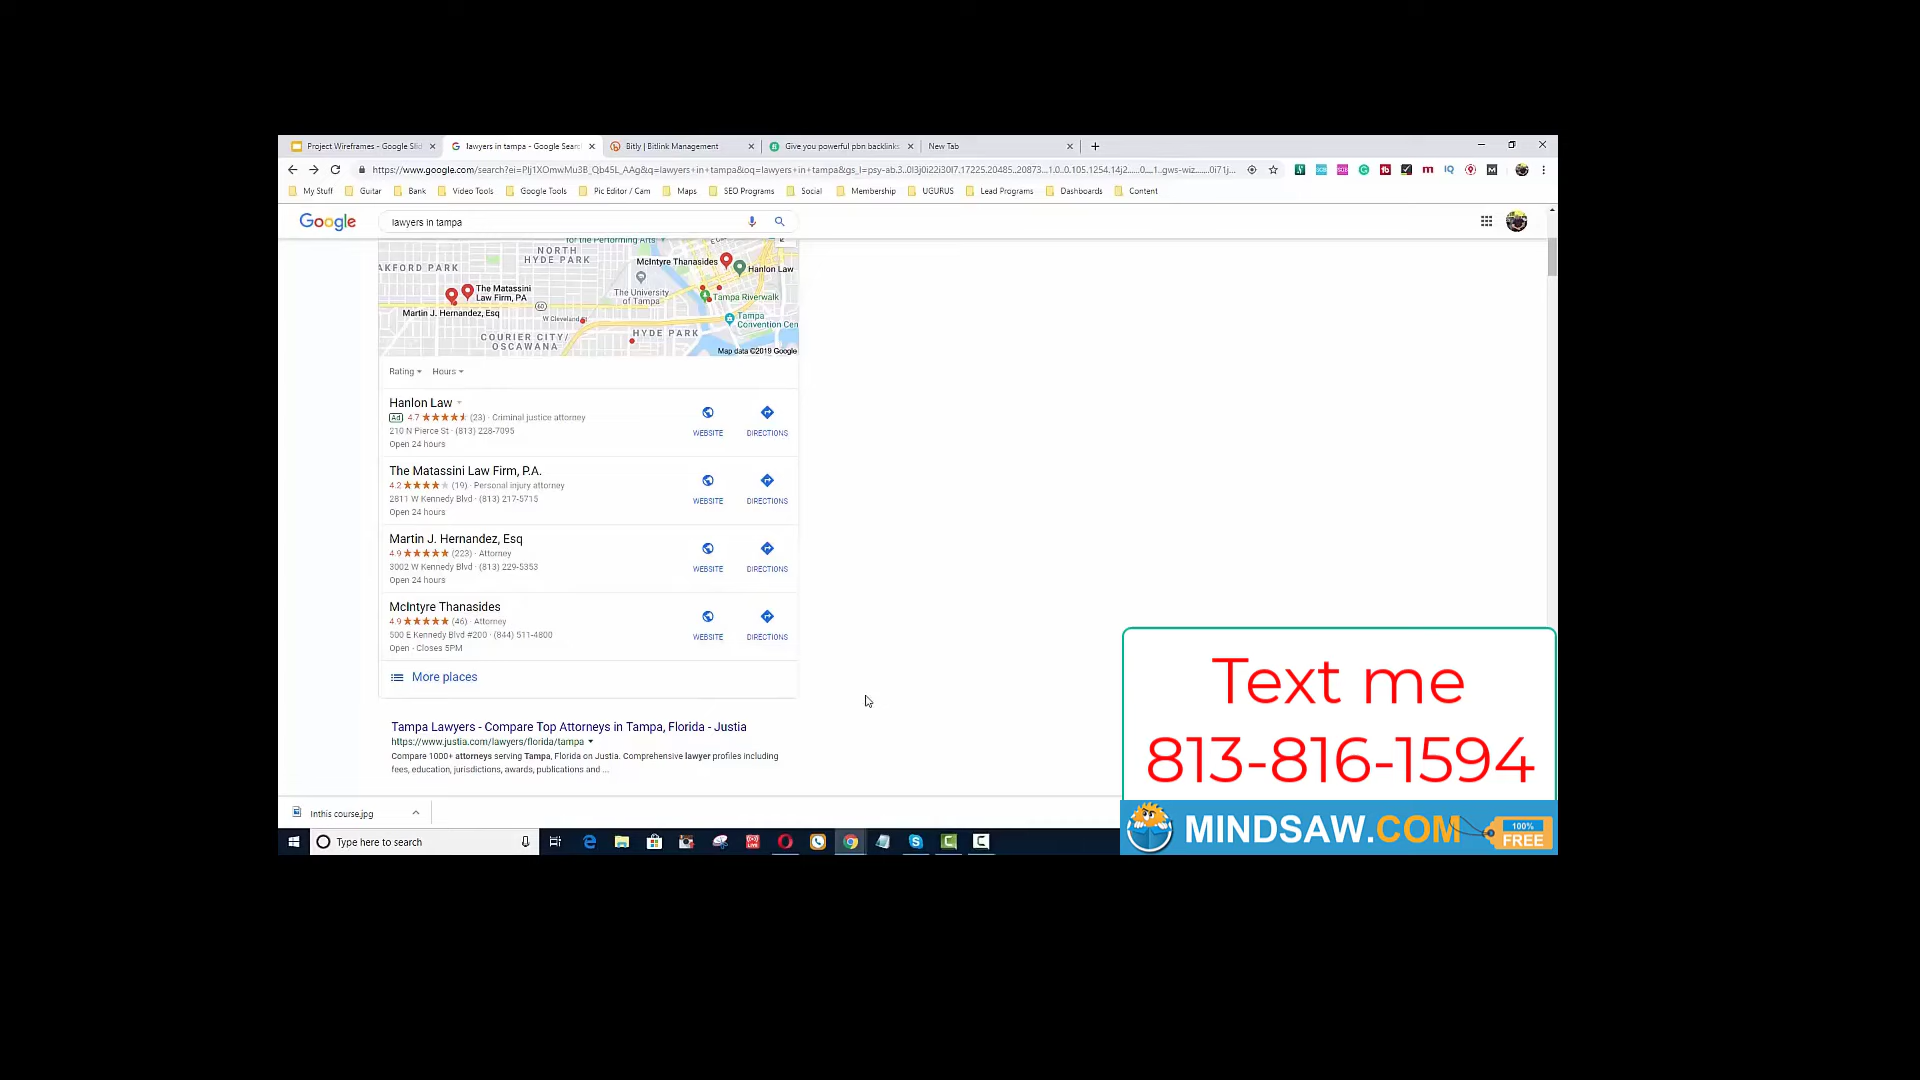 Project Wireframes - Google Slid
lawyers in tampa - Google Searc
Bitly | Bitlink Management
Give you powerful pbn backlinks
New Tab
My Stuff
Guitar
Bank
Video Tools
Google Tools
Pic Editor / Cam
Maps
SEO Programs
Social
Membership
UGURUS
Lead Programs
Dashboards
Content
Google
lawyers in tampa
for the Performing Arts
NORTH
HYDE PARK
AKFORD PARK
McIntyre Thanasides
Hanlon Law
The Matassini
Law Firm, PA
The University
of Tampa
Tampa Riverwalk
60
Martin J. Hernandez, Esq
W Cleveland St
Tampa
Convention Cen
HYDE PARK
COURIER CITY/
OSCAWANA
Map data ©2019 Google
Rating
Hours
Hanlon Law
Ad 4.7 (23) · Criminal justice attorney
210 N Pierce St · (813) 228-7095
Open 24 hours
WEBSITE
DIRECTIONS
The Matassini Law Firm, P.A.
4.2 (19) · Personal injury attorney
2811 W Kennedy Blvd · (813) 217-5715
Open 24 hours
WEBSITE
DIRECTIONS
Martin J. Hernandez, Esq
4.9 (223) · Attorney
3002 W Kennedy Blvd · (813) 229-5353
Open 24 hours
WEBSITE
DIRECTIONS
McIntyre Thanasides
4.9 (46) · Attorney
500 E Kennedy Blvd #200 · (844) 511-4800
Open · Closes 5PM
WEBSITE
DIRECTIONS
More places
Tampa Lawyers - Compare Top Attorneys in Tampa, Florida - Justia
https://www.justia.com/lawyers/florida/tampa
Compare 1000+ attorneys serving Tampa, Florida on Justia. Comprehensive lawyer profiles including
fees, education, jurisdictions, awards, publications and ...
Text me
813-816-1594
MINDSAW.COM
100%
FREE
Inthis course.jpg
Type here to search